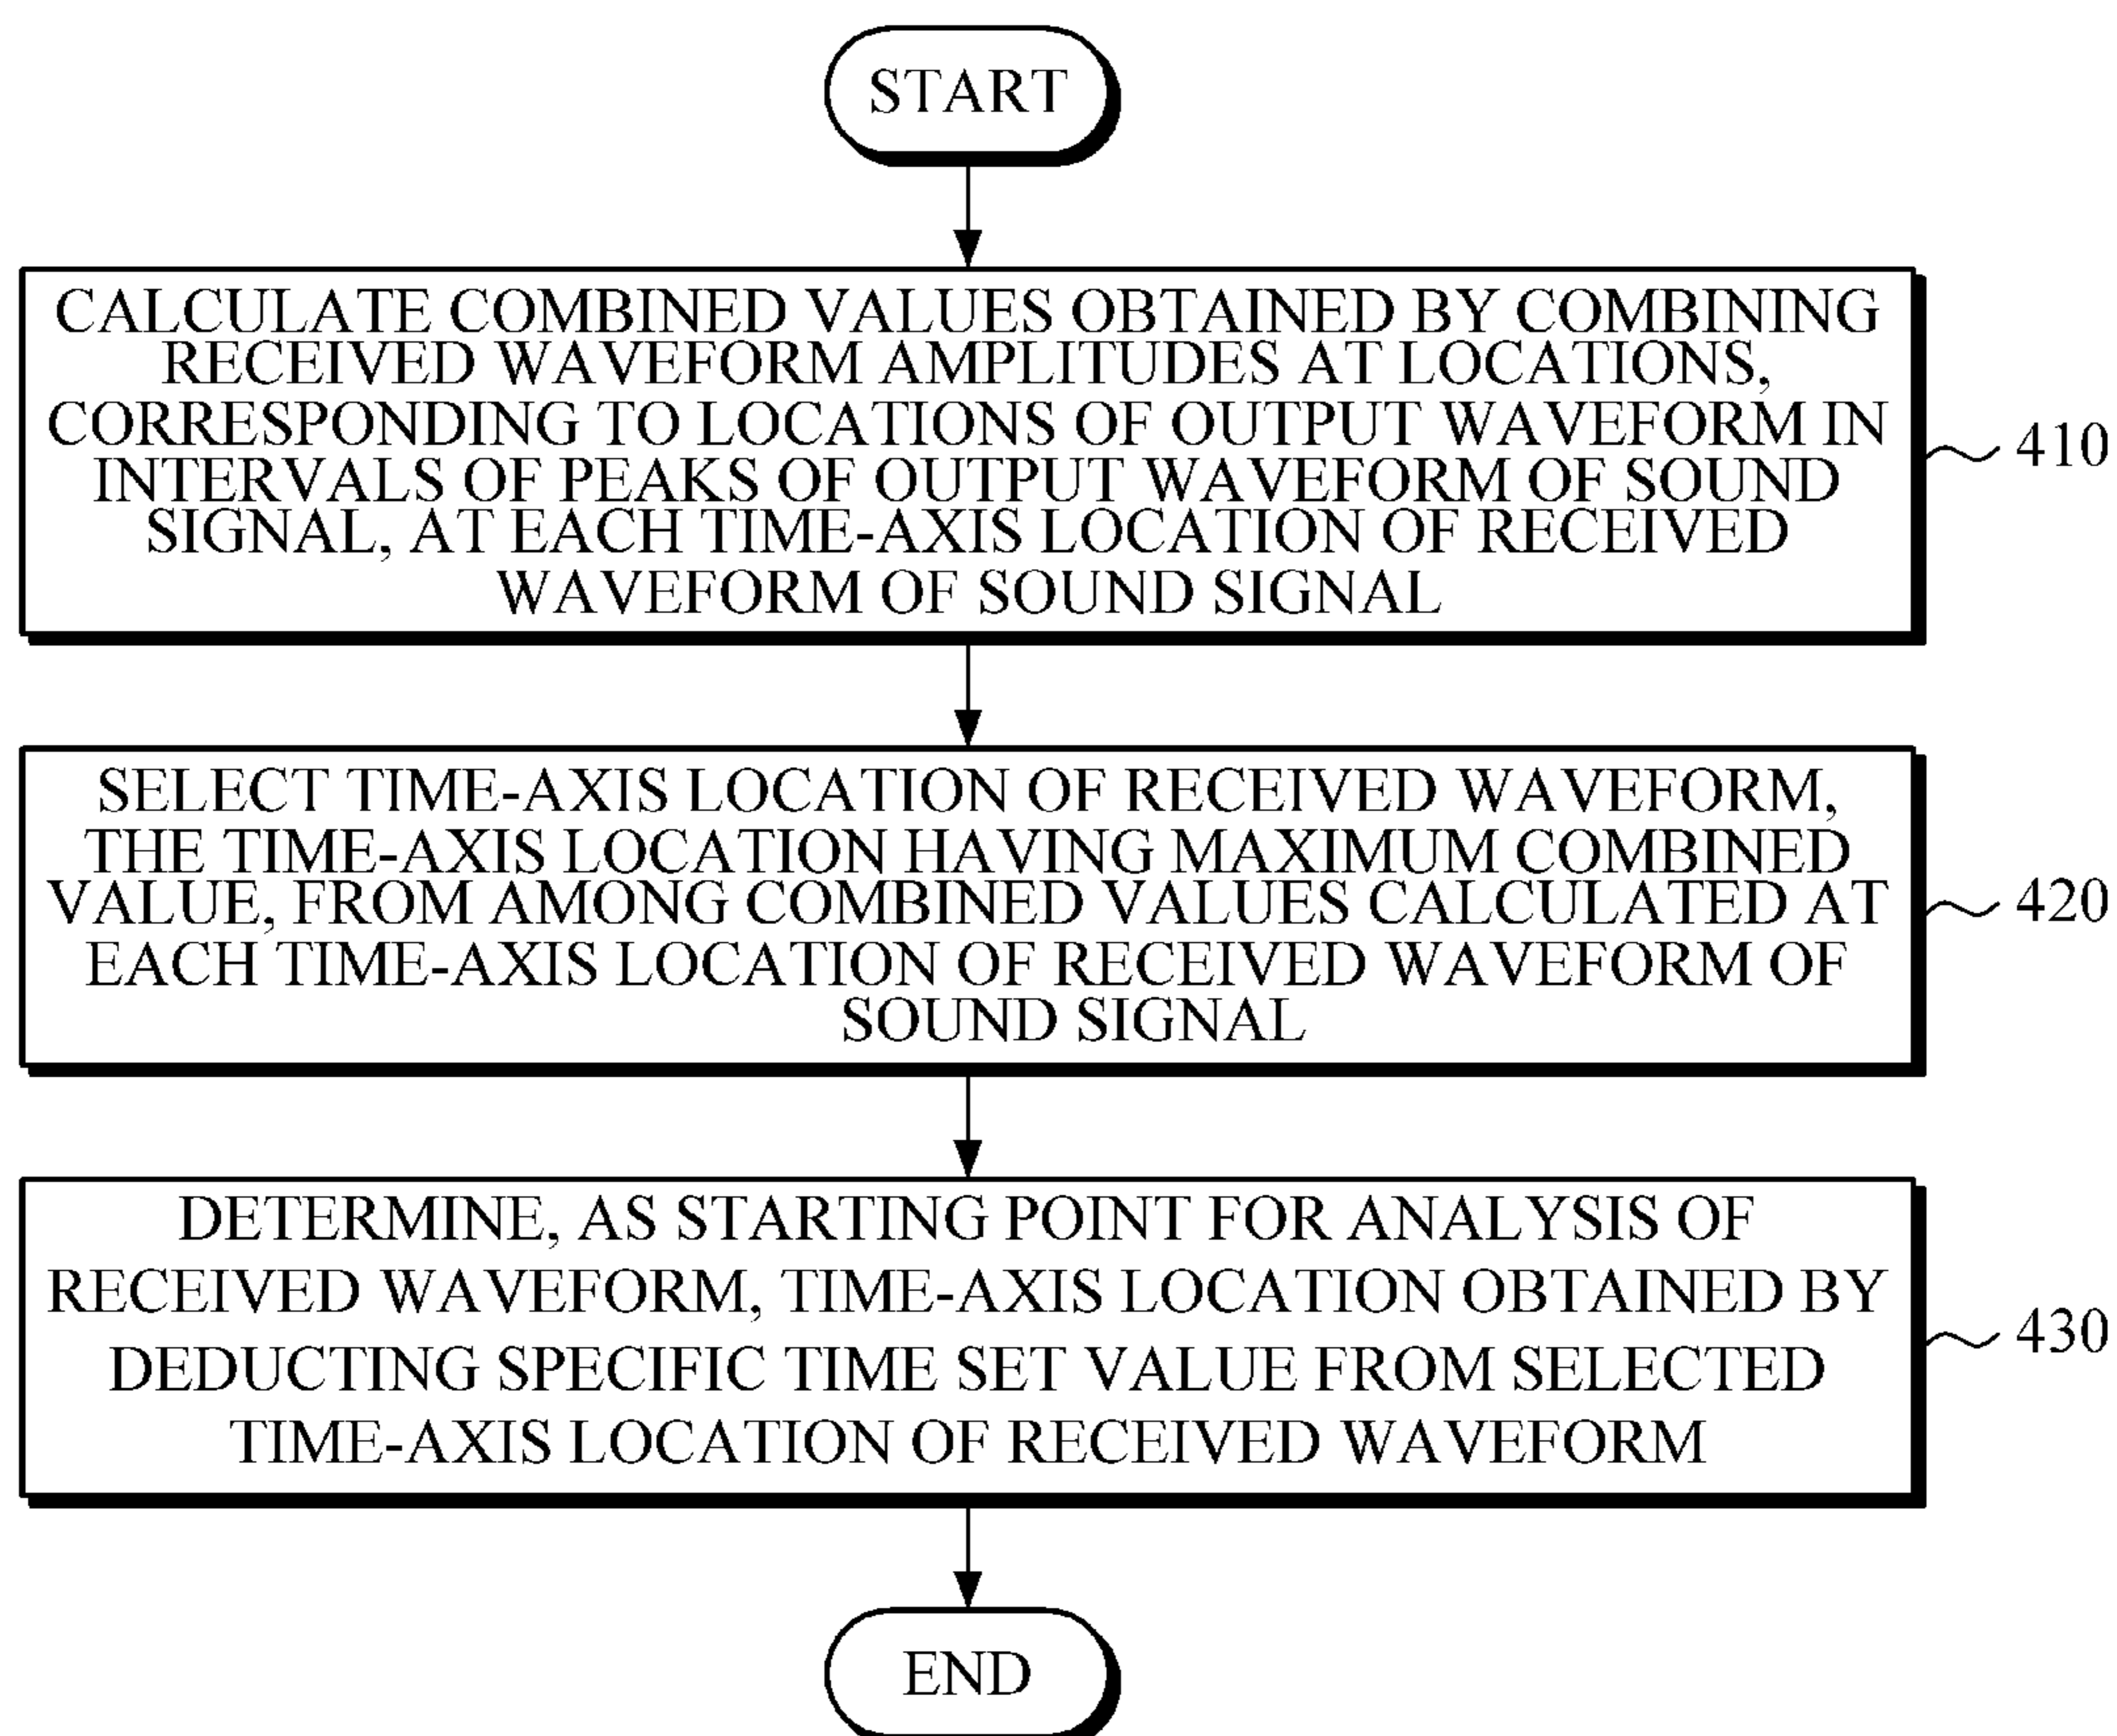 START
CALCULATE COMBINED VALUES OBTAINED BY COMBINING
RECEIVED WAVEFORM AMPLITUDES AT LOCATIONS,
CORRESPONDING TO LOCATIONS OF OUTPUT WAVEFORM IN
INTERVALS OF PEAKS OF OUTPUT WAVEFORM OF SOUND
SIGNAL, AT EACH TIME-AXIS LOCATION OF RECEIVED
WAVEFORM OF SOUND SIGNAL
410
SELECT TIME-AXIS LOCATION OF RECEIVED WAVEFORM,
THE TIME-AXIS LOCATION HAVING MAXIMUM COMBINED
VALUE, FROM AMONG COMBINED VALUES CALCULATED AT
EACH TIME-AXIS LOCATION OF RECEIVED WAVEFORM OF
SOUND SIGNAL
420
DETERMINE, AS STARTING POINT FOR ANALYSIS OF
RECEIVED WAVEFORM, TIME-AXIS LOCATION OBTAINED BY
DEDUCTING SPECIFIC TIME SET VALUE FROM SELECTED
TIME-AXIS LOCATION OF RECEIVED WAVEFORM
430
END